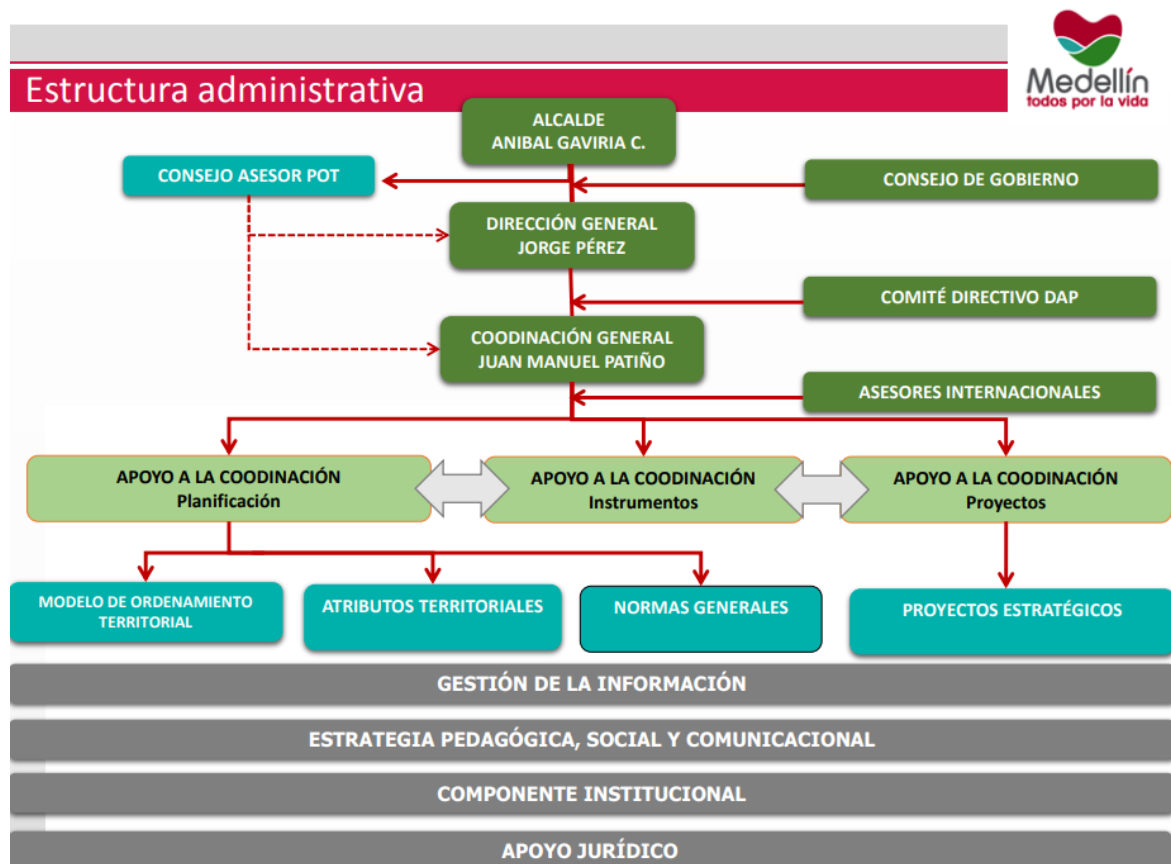 Estructura administrativa
Medellín
todos por la vida
ALCALDE
ANIBAL GAVIRIA C.
CONSEJO ASESOR POT
CONSEJO DE GOBIERNO
DIRECCIÓN GENERAL
JORGE PÉREZ
COMITÉ DIRECTIVO DAP
COODINACIÓN GENERAL
JUAN MANUEL PATIÑO
ASESORES INTERNACIONALES
APOYO A LA COODINACIÓN
Planificación
APOYO A LA COODINACIÓN
Instrumentos
APOYO A LA COODINACIÓN
Proyectos
MODELO DE ORDENAMIENTO
TERRITORIAL
ATRIBUTOS TERRITORIALES
NORMAS GENERALES
PROYECTOS ESTRATÉGICOS
GESTIÓN DE LA INFORMACIÓN
ESTRATEGIA PEDAGÓGICA, SOCIAL Y COMUNICACIONAL
COMPONENTE INSTITUCIONAL
APOYO JURÍDICO